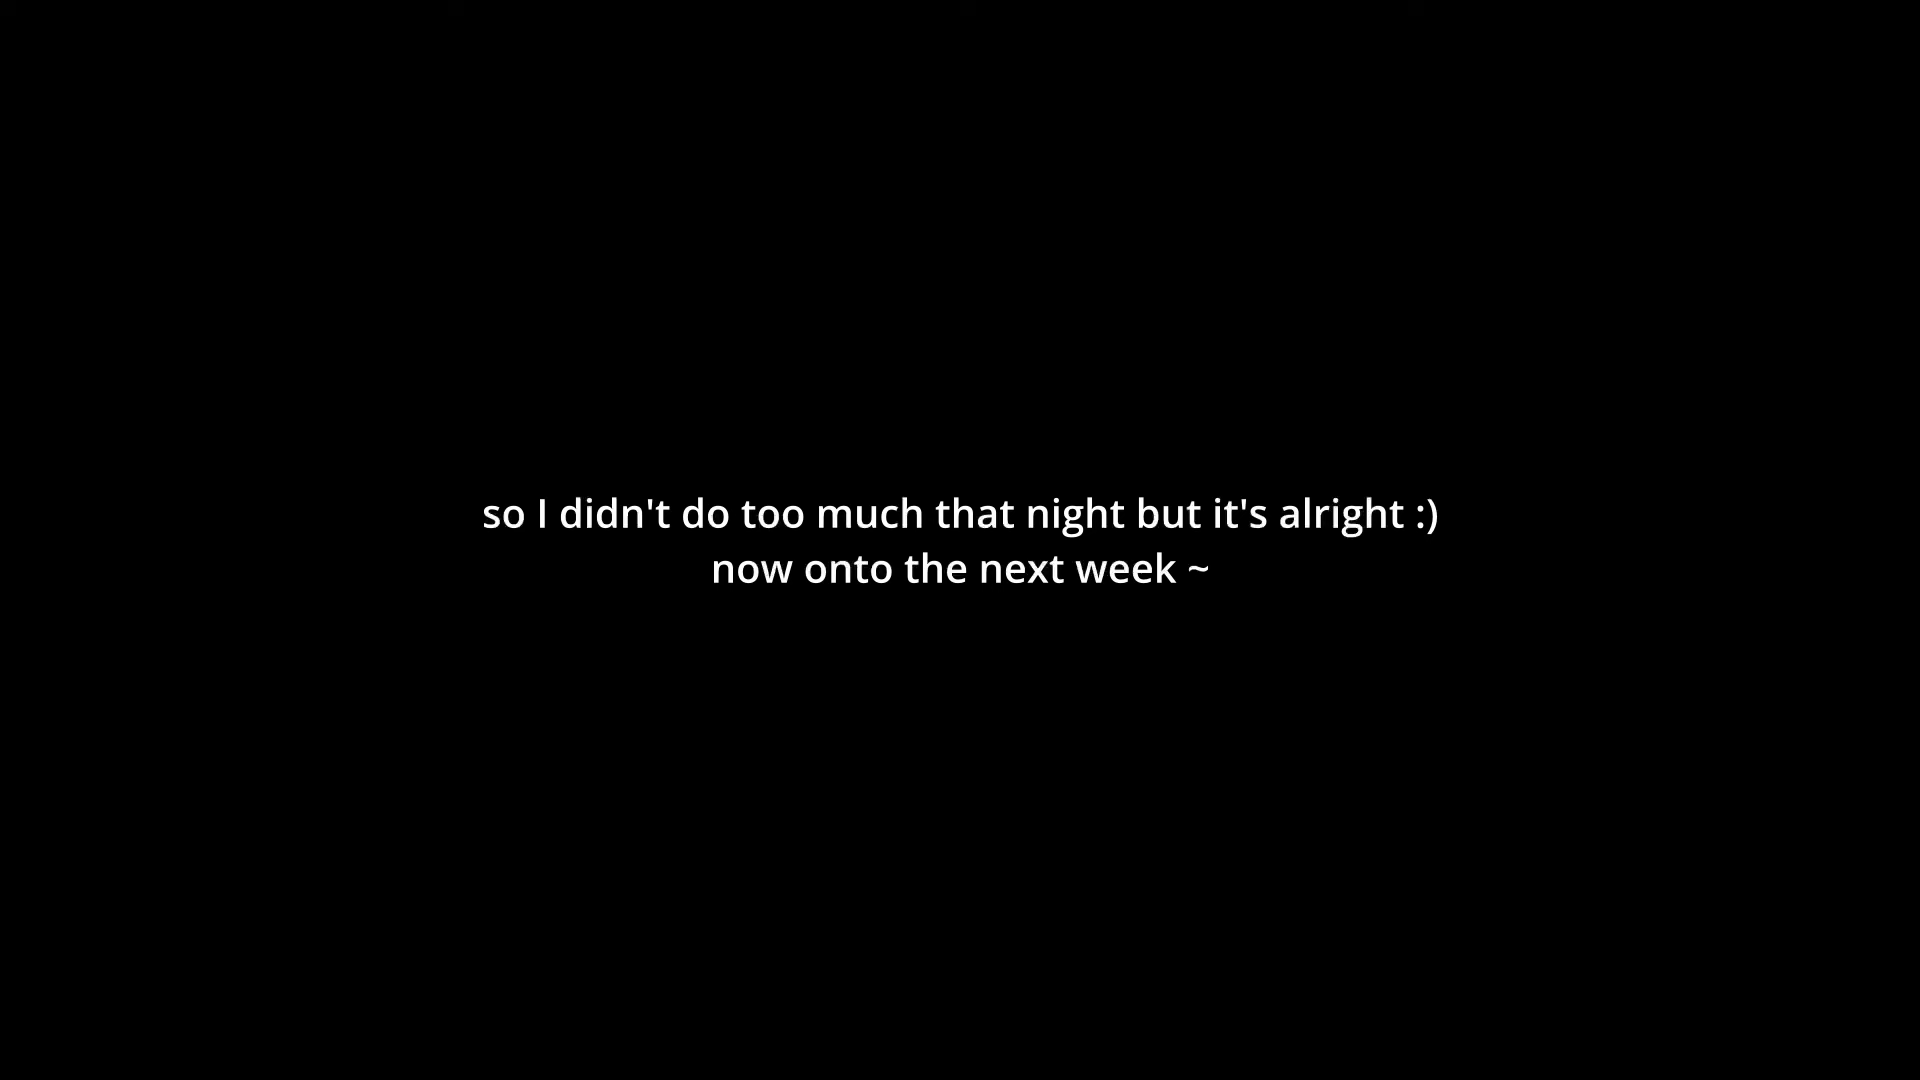 so I didn't do too much that night but it's alright :)
now onto the next week ~